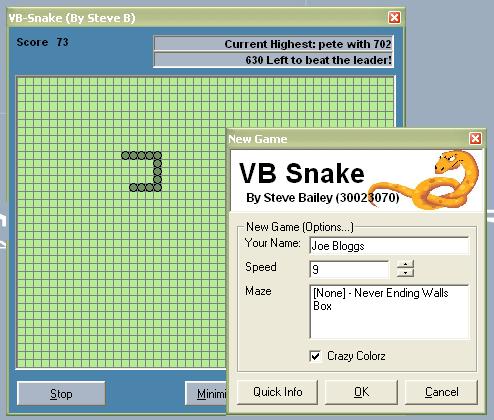 VB-Snake (By Steve B)
Score 73
Current Highest: pete with 702
630 Left to beat the leader!
New Game
VB Snake
By Steve Bailey (30023070)
New Game (Options...)
Your Name: Joe Bloggs
Speed 9
Maze [None] - Never Ending Walls
Box
Crazy Colorz
Stop
Minimi
Quick Info
OK
Cancel